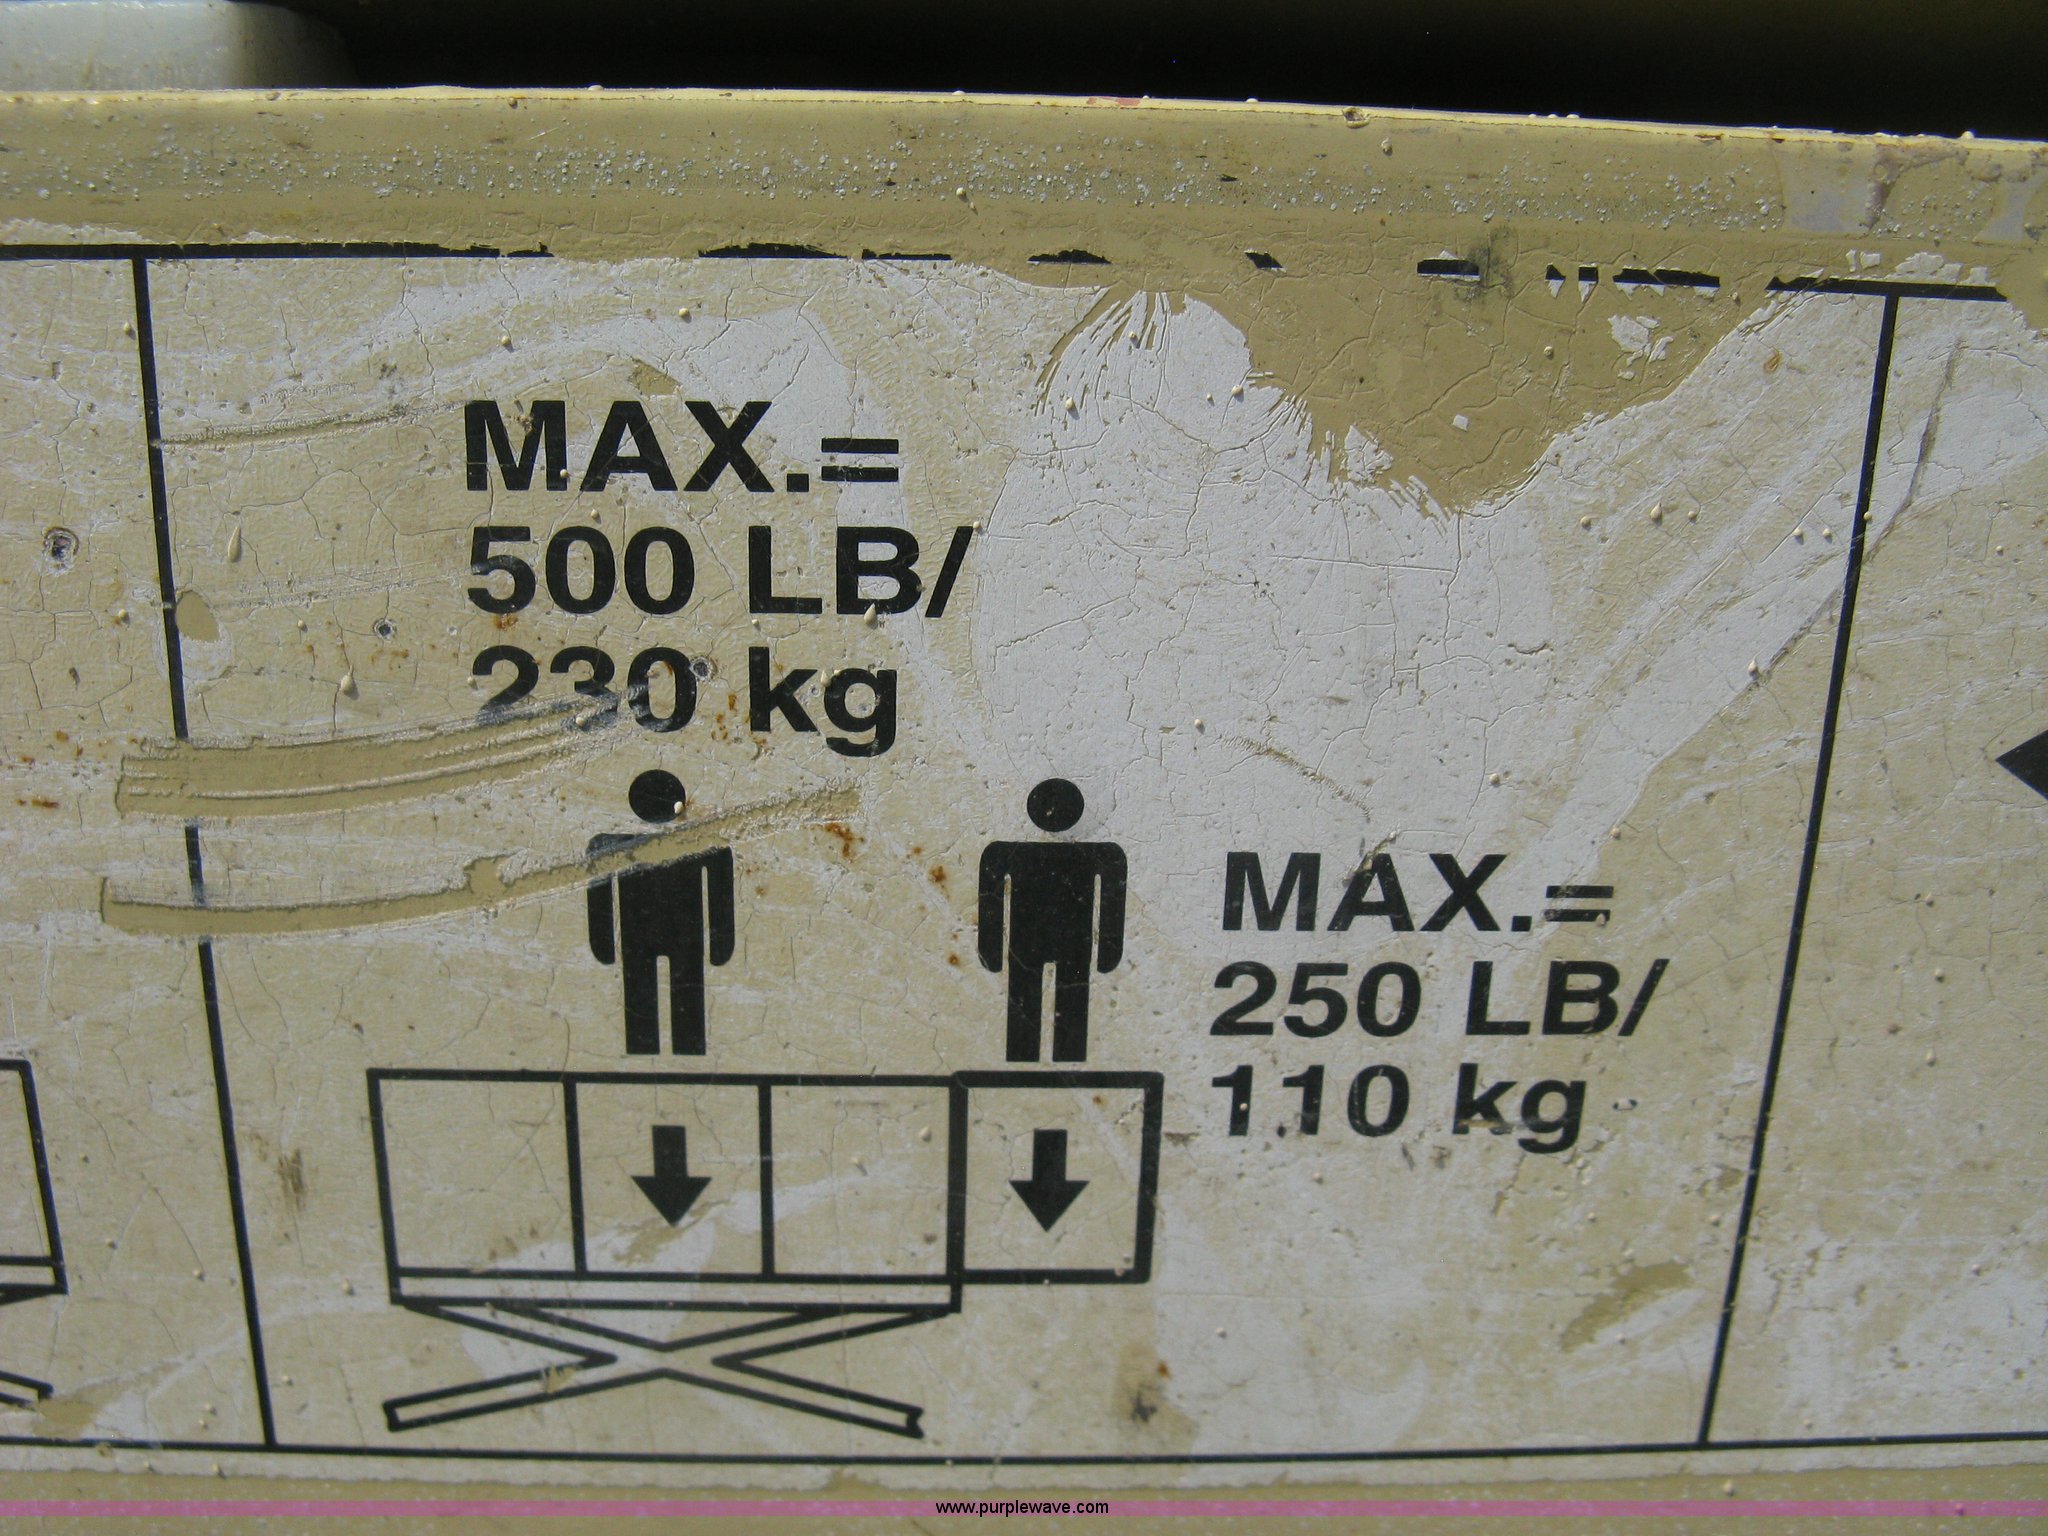 MAX.=
500 LB/
230 kg
MAX.=
250 LB/
110 kg
www.purplewave.com